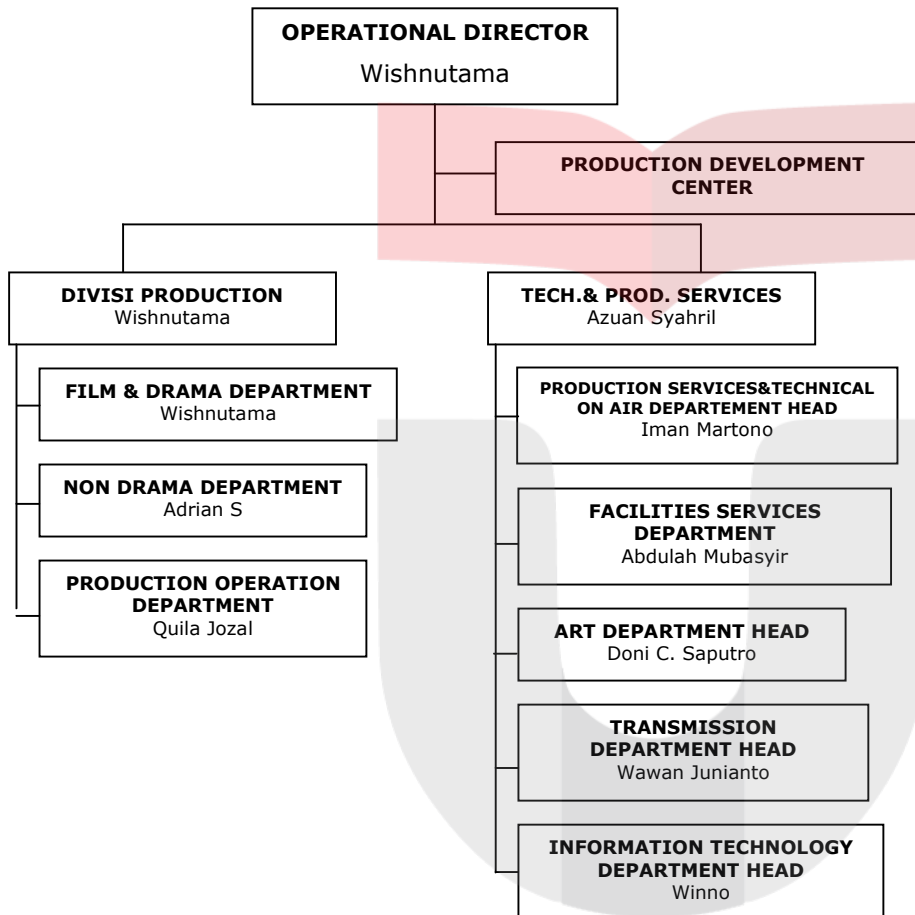 OPERATIONAL DIRECTOR
Wishnutama
PRODUCTION DEVELOPMENT
CENTER
DIVISI PRODUCTION
Wishnutama
FILM & DRAMA DEPARTMENT
Wishnutama
NON DRAMA DEPARTMENT
Adrian S
PRODUCTION OPERATION
DEPARTMENT
Quila Jozal
TECH.& PROD. SERVICES
Azuan Syahril
PRODUCTION SERVICES&TECHNICAL
ON AIR DEPARTEMENT HEAD
Iman Martono
FACILITIES SERVICES
DEPARTMENT
Abdulah Mubasyir
ART DEPARTMENT HEAD
Doni C. Saputro
TRANSMISSION
DEPARTMENT HEAD
Wawan Junianto
INFORMATION TECHNOLOGY
DEPARTMENT HEAD
Winno